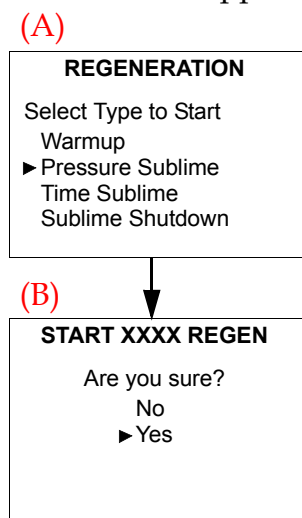 (A)
REGENERATION
Select Type to Start
Warmup
►Pressure Sublime
Time Sublime
Sublime Shutdown
(B)
START XXXX REGEN
Are you sure?
No
►Yes